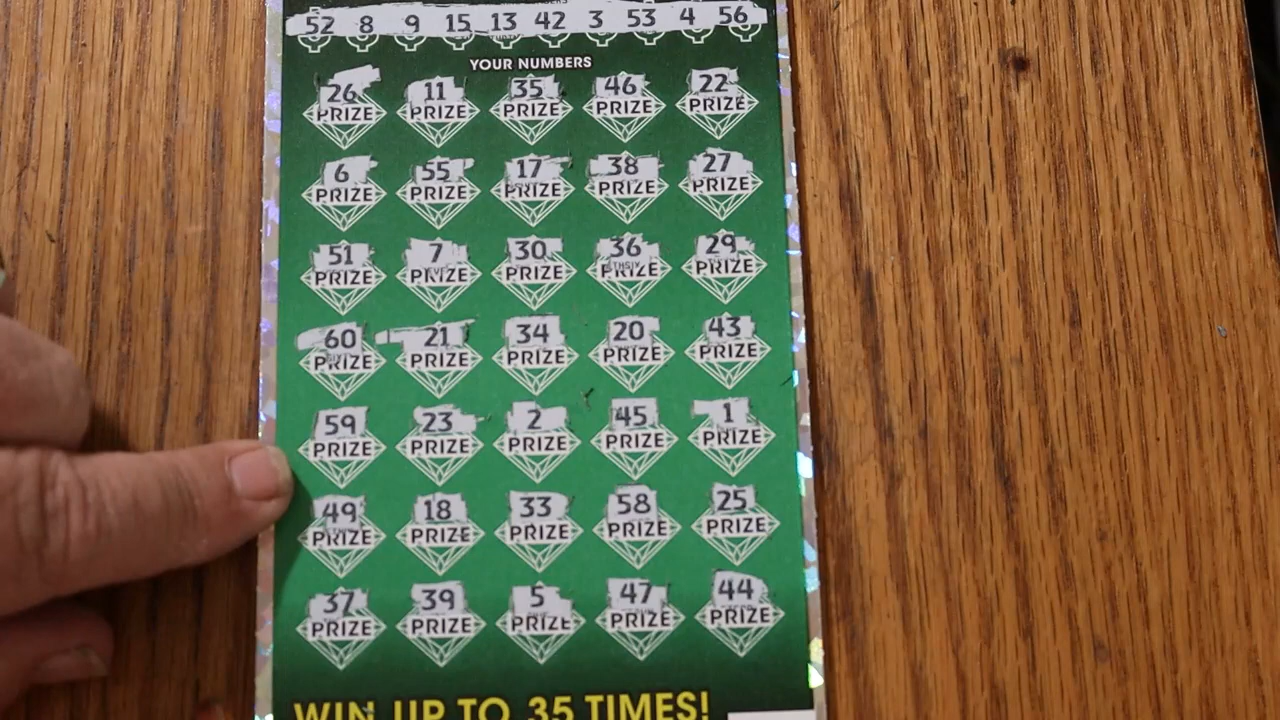 52 8 9 15 13 42 3 53 4 56
YOUR NUMBERS
26 11 35 46 22
PRIZE PRIZE PRIZE PRIZE PRIZE
6 55 17 38 27
PRIZE PRIZE PRIZE PRIZE PRIZE
51 7 30 36 29
PRIZE PRIZE PRIZE PRIZE PRIZE
60 21 34 20 43
PRIZE PRIZE PRIZE PRIZE PRIZE
59 23 2 45 1
PRIZE PRIZE PRIZE PRIZE PRIZE
49 18 33 58 25
PRIZE PRIZE PRIZE PRIZE PRIZE
37 39 5 47 44
PRIZE PRIZE PRIZE PRIZE PRIZE
WIN UP TO 35 TIMES!